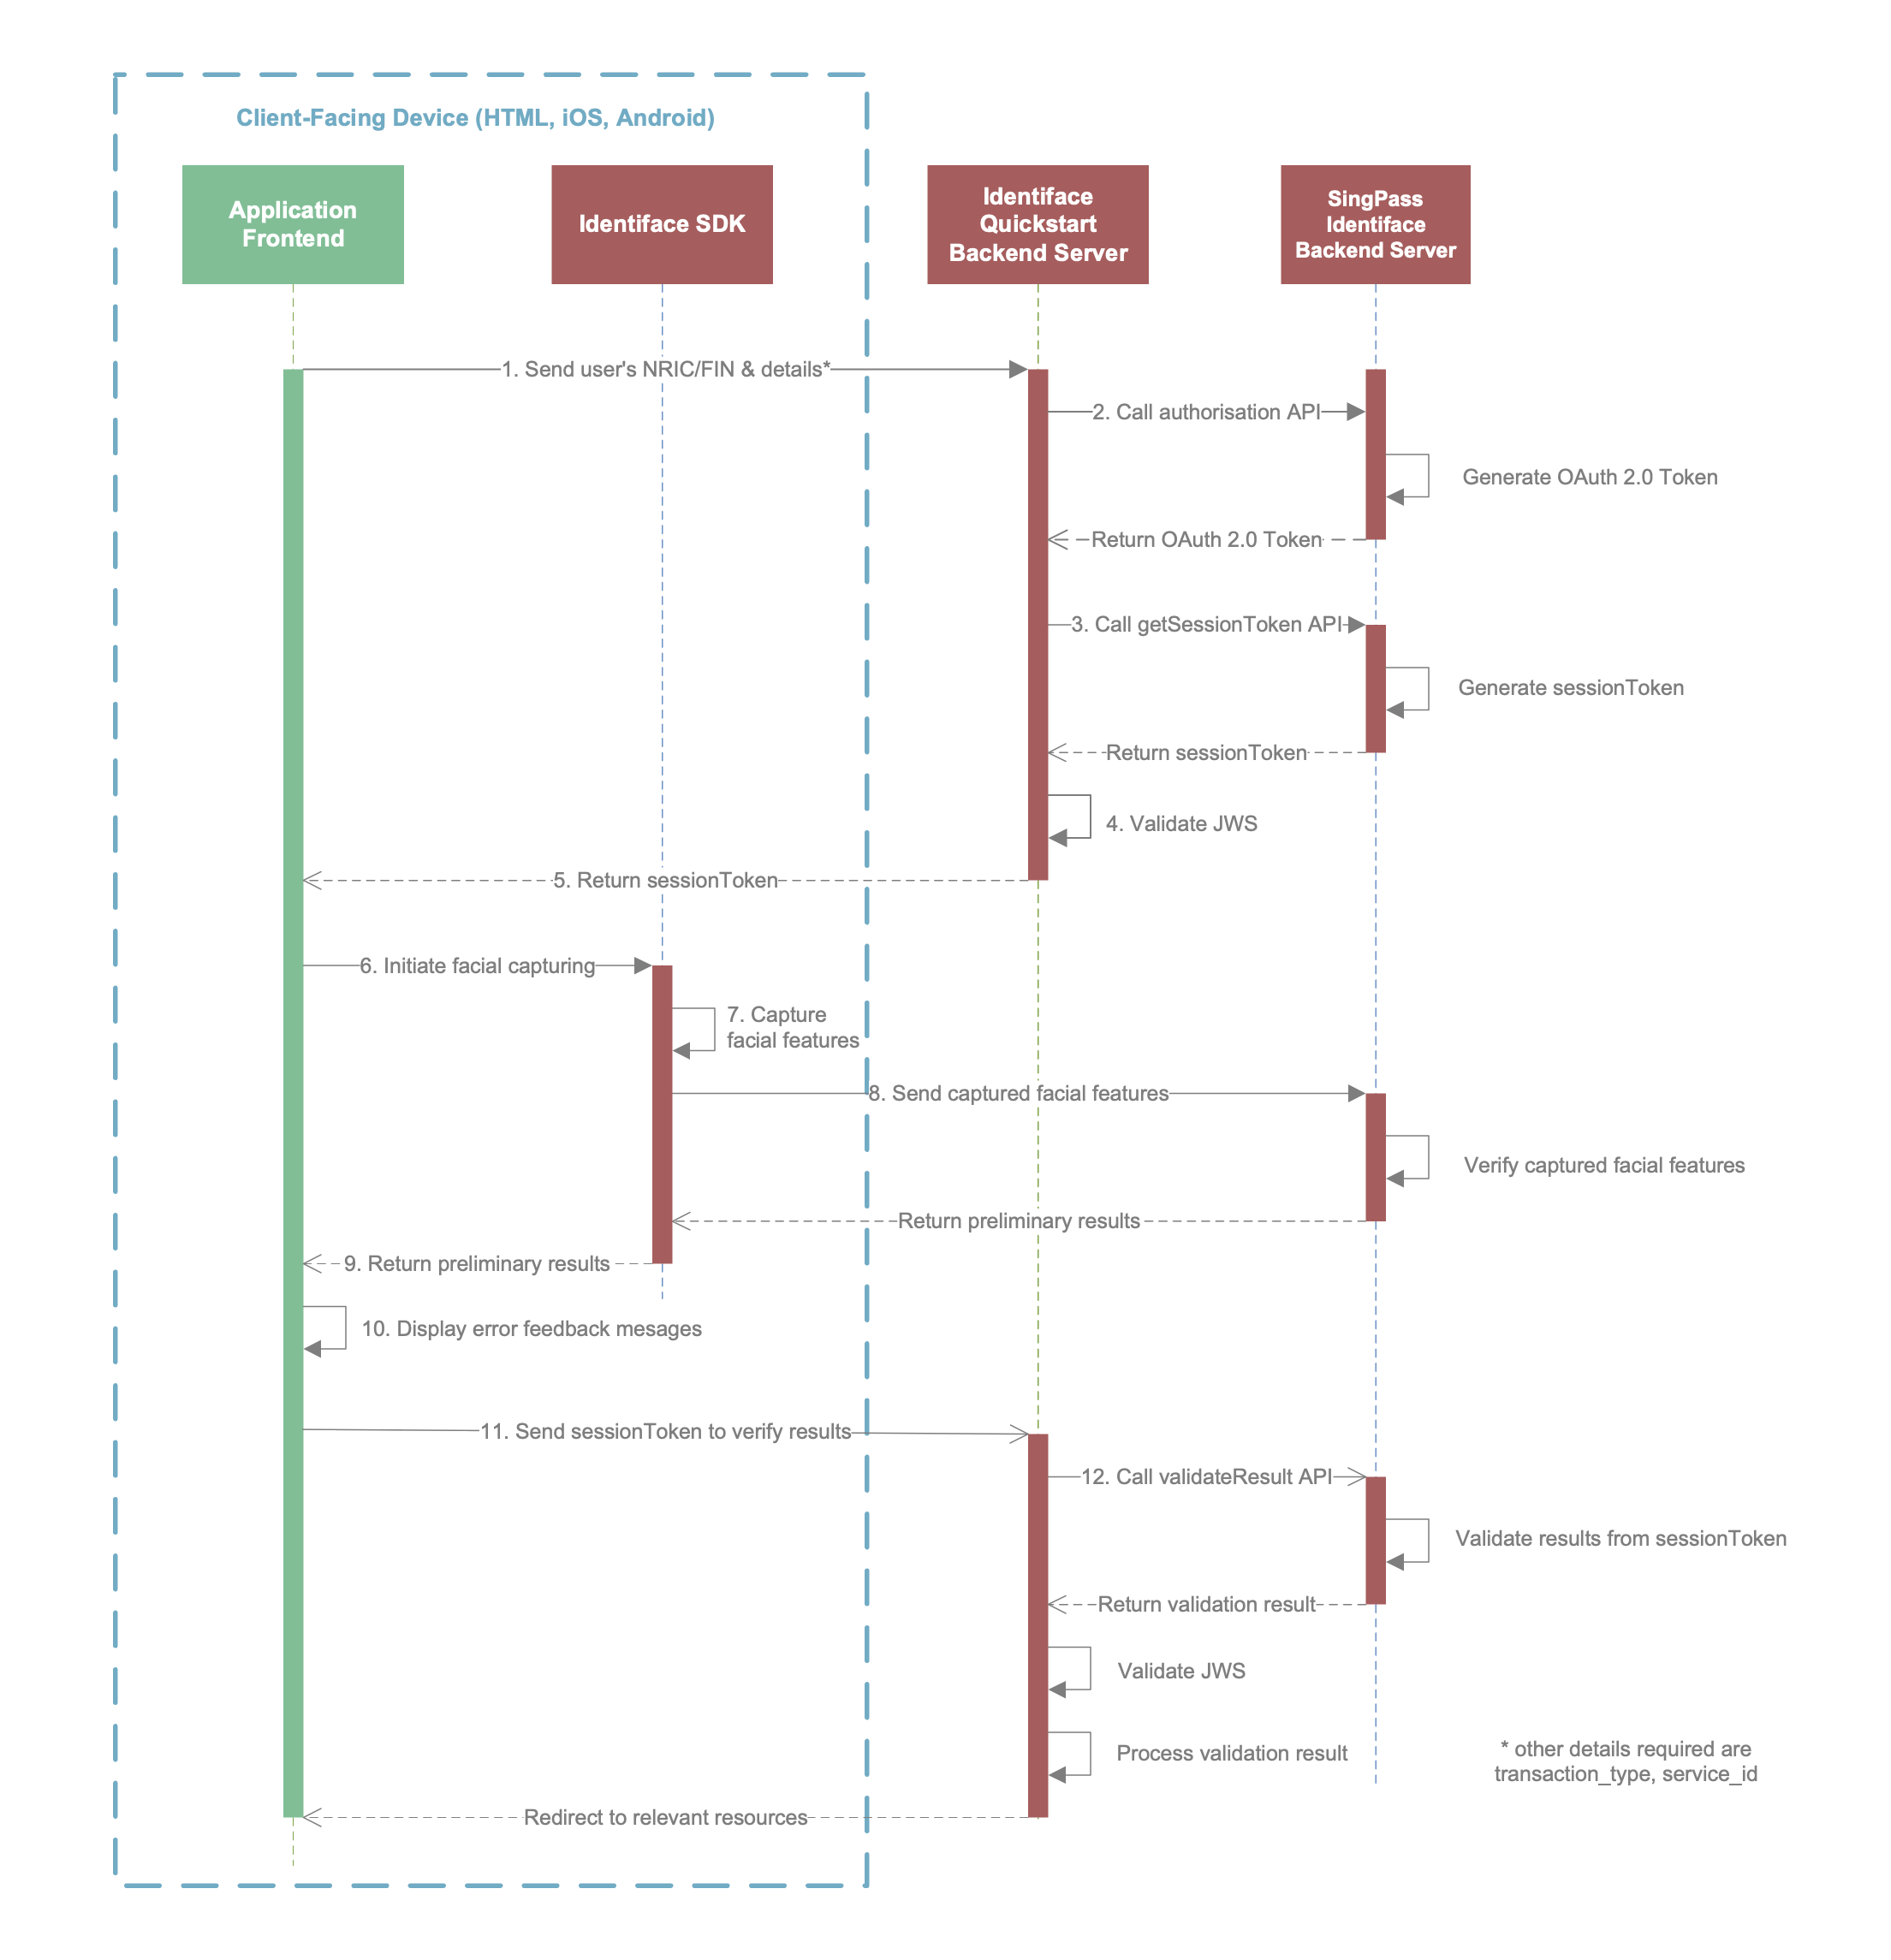 Client-Facing Device (HTML, iOS, Android)
Application
Frontend
Identiface SDK
Identiface
Quickstart
Backend Server
SingPass
Identiface
Backend Server
1. Send user's NRIC/FIN & details*
2. Call authorisation API
Generate OAuth 2.0 Token
Return OAuth 2.0 Token
3. Call getSessionToken API
Generate sessionToken
Return sessionToken
4. Validate JWS
5. Return sessionToken
6. Initiate facial capturing
7. Capture
facial features
8. Send captured facial features
Verify captured facial features
Return preliminary results
9. Return preliminary results
10. Display error feedback mesages
11. Send sessionToken to verify results
12. Call validateResult API
Validate results from sessionToken
Return validation result
Validate JWS
Process validation result
* other details required are
transaction_type, service_id
Redirect to relevant resources